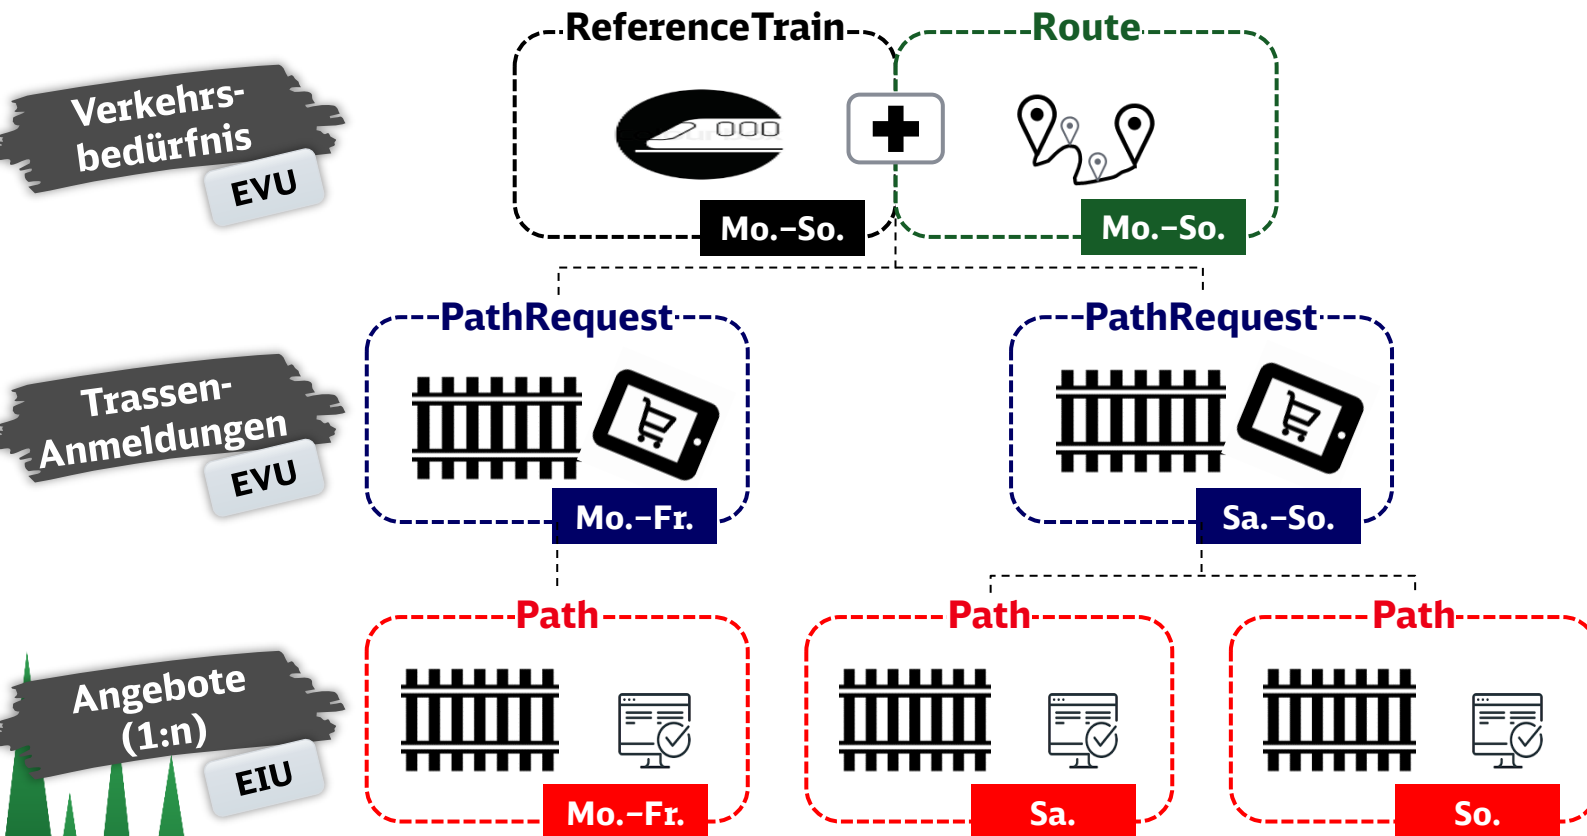 ReferenceTrain
Route
Verkehrs-
bedürfnis
EVU
Mo.–So.
Mo.–So.
PathRequest
PathRequest
Trassen-
Anmeldungen
EVU
Mo.–Fr.
Sa.–So.
Path
Path
Path
Angebote
(1:n)
EIU
Mo.–Fr.
Sa.
So.